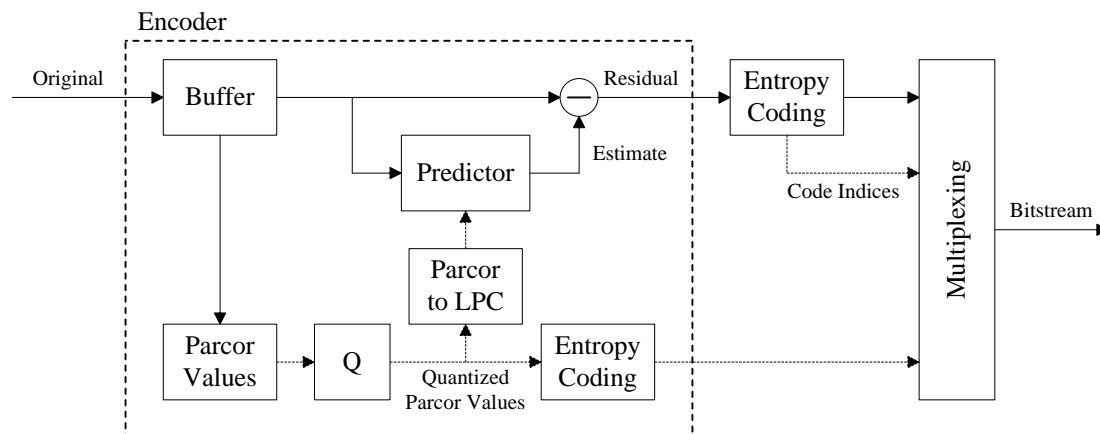 Encoder
Original
Buffer
Residual
Entropy
Coding
Predictor
Estimate
Code Indices
Multiplexing
Bitstream
Parcor
to LPC
Parcor
Values
Q
Quantized
Parcor Values
Entropy
Coding